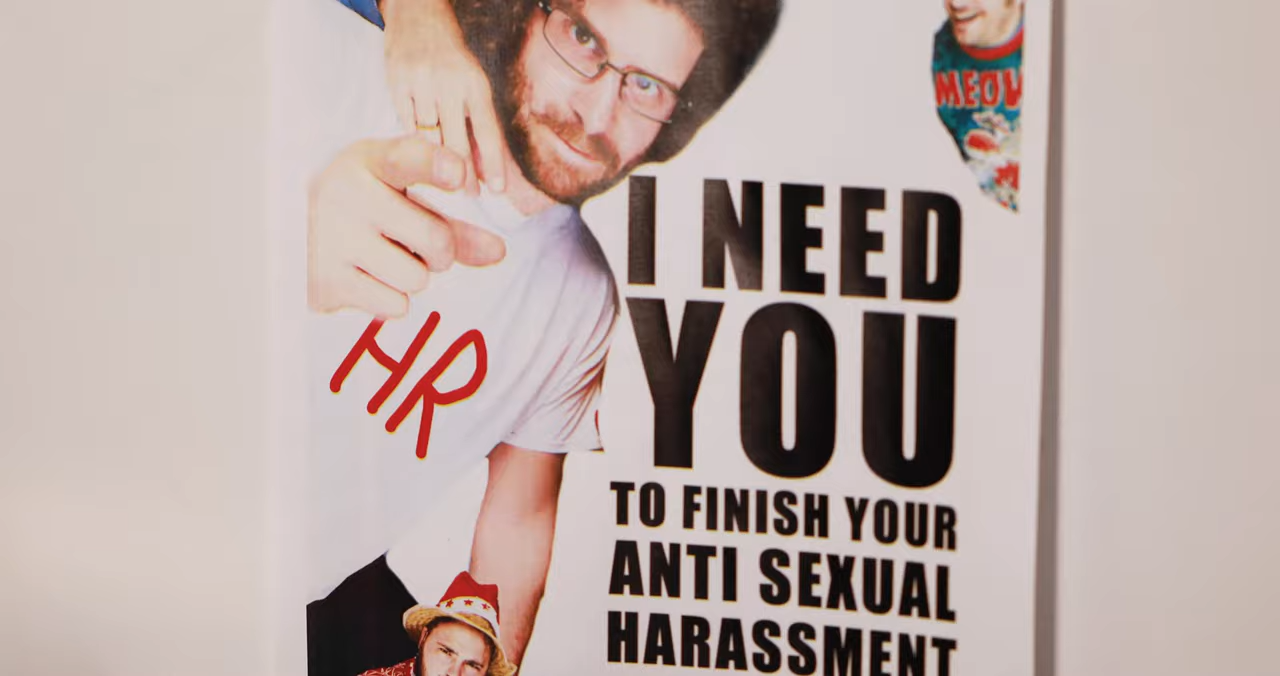 MEOW
I NEED
YOU
HR
TO FINISH YOUR
ANTI SEXUAL
HARASSMENT